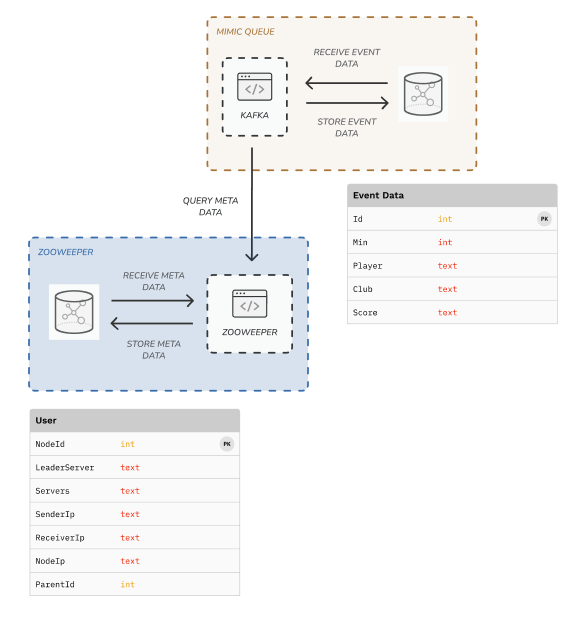 MIMIC QUEUE
RECEIVE EVENT
DATA
KAFKA
STORE EVENT
DATA
QUERY META
DATA
Event Data
Id int PK
Min int
Player text
Club text
Score text
ZOOWEEPER
RECEIVE META
DATA
ZOOWEEPER
STORE META
DATA
User
NodeId int PK
LeaderServer text
Servers text
SenderIp text
ReceiverIp text
NodeIp text
ParentId int